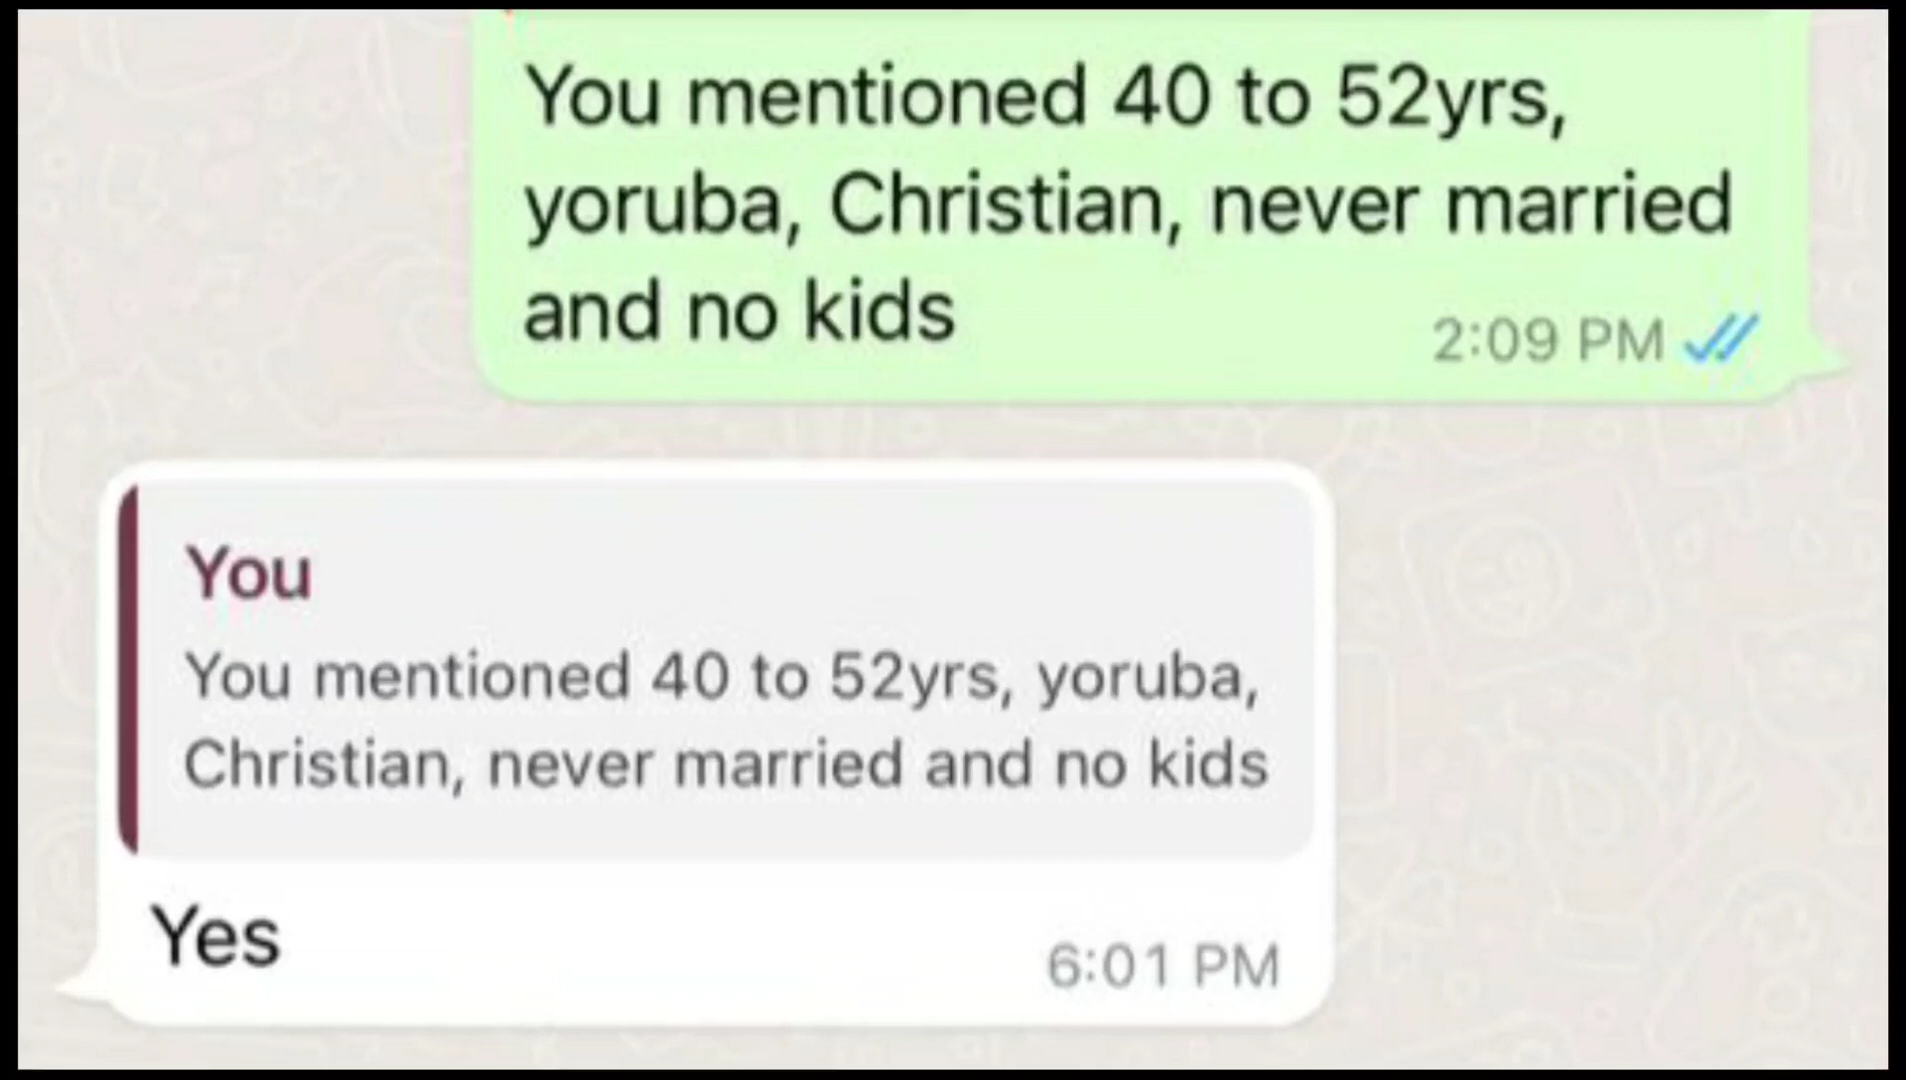 You mentioned 40 to 52yrs,
yoruba, Christian, never married
and no kids
2:09 PM
You
You mentioned 40 to 52yrs, yoruba,
Christian, never married and no kids
Yes
6:01 PM